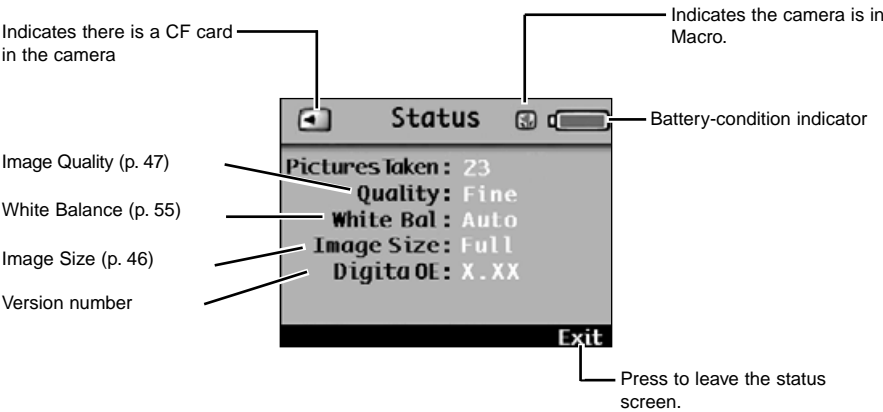 Indicates there is a CF card
in the camera
Indicates the camera is in
Macro.
Status
Battery-condition indicator
Image Quality (p. 47)
White Balance (p. 55)
Image Size (p. 46)
Version number
Pictures Taken: 23
Quality: Fine
White Bal: Auto
Image Size: Full
Digita OE: X.XX
Exit
Press to leave the status
screen.